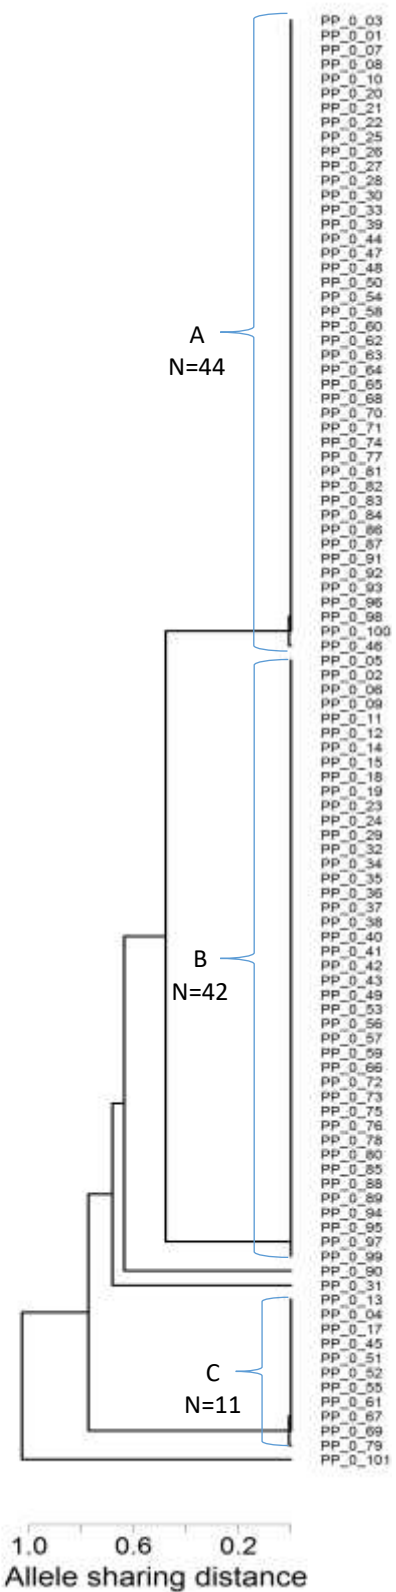 PP_0_03
PP_0_01
PP_0_07
PP_0_08
PP_0_10
PP_0_20
PP_0_21
PP_0_22
PP_0_25
PP_0_26
PP_0_27
PP_0_28
PP_0_30
PP_0_33
PP_0_39
PP_0_44
PP_0_47
PP_0_48
PP_0_50
PP_0_54
PP_0_58
PP_0_60
PP_0_62
PP_0_63
PP_0_64
PP_0_65
PP_0_68
PP_0_70
PP_0_71
PP_0_74
PP_0_77
PP_0_81
PP_0_82
PP_0_83
PP_0_84
PP_0_86
PP_0_87
PP_0_91
PP_0_92
PP_0_93
PP_0_96
PP_0_98
PP_0_100
PP_0_46
PP_0_05
PP_0_02
PP_0_06
PP_0_09
PP_0_11
PP_0_12
PP_0_14
PP_0_15
PP_0_18
PP_0_19
PP_0_23
PP_0_24
PP_0_29
PP_0_32
PP_0_34
PP_0_35
PP_0_36
PP_0_37
PP_0_38
PP_0_40
PP_0_41
PP_0_42
PP_0_43
PP_0_49
PP_0_53
PP_0_56
PP_0_57
PP_0_59
PP_0_66
PP_0_72
PP_0_73
PP_0_75
PP_0_76
PP_0_78
PP_0_80
PP_0_85
PP_0_88
PP_0_89
PP_0_94
PP_0_95
PP_0_97
PP_0_99
PP_0_90
PP_0_31
PP_0_13
PP_0_04
PP_0_17
PP_0_45
PP_0_51
PP_0_52
PP_0_55
PP_0_61
PP_0_67
PP_0_69
PP_0_79
PP_0_101
A
N=44
B
N=42
C
N=11
1.0 0.6 0.2
Allele sharing distance